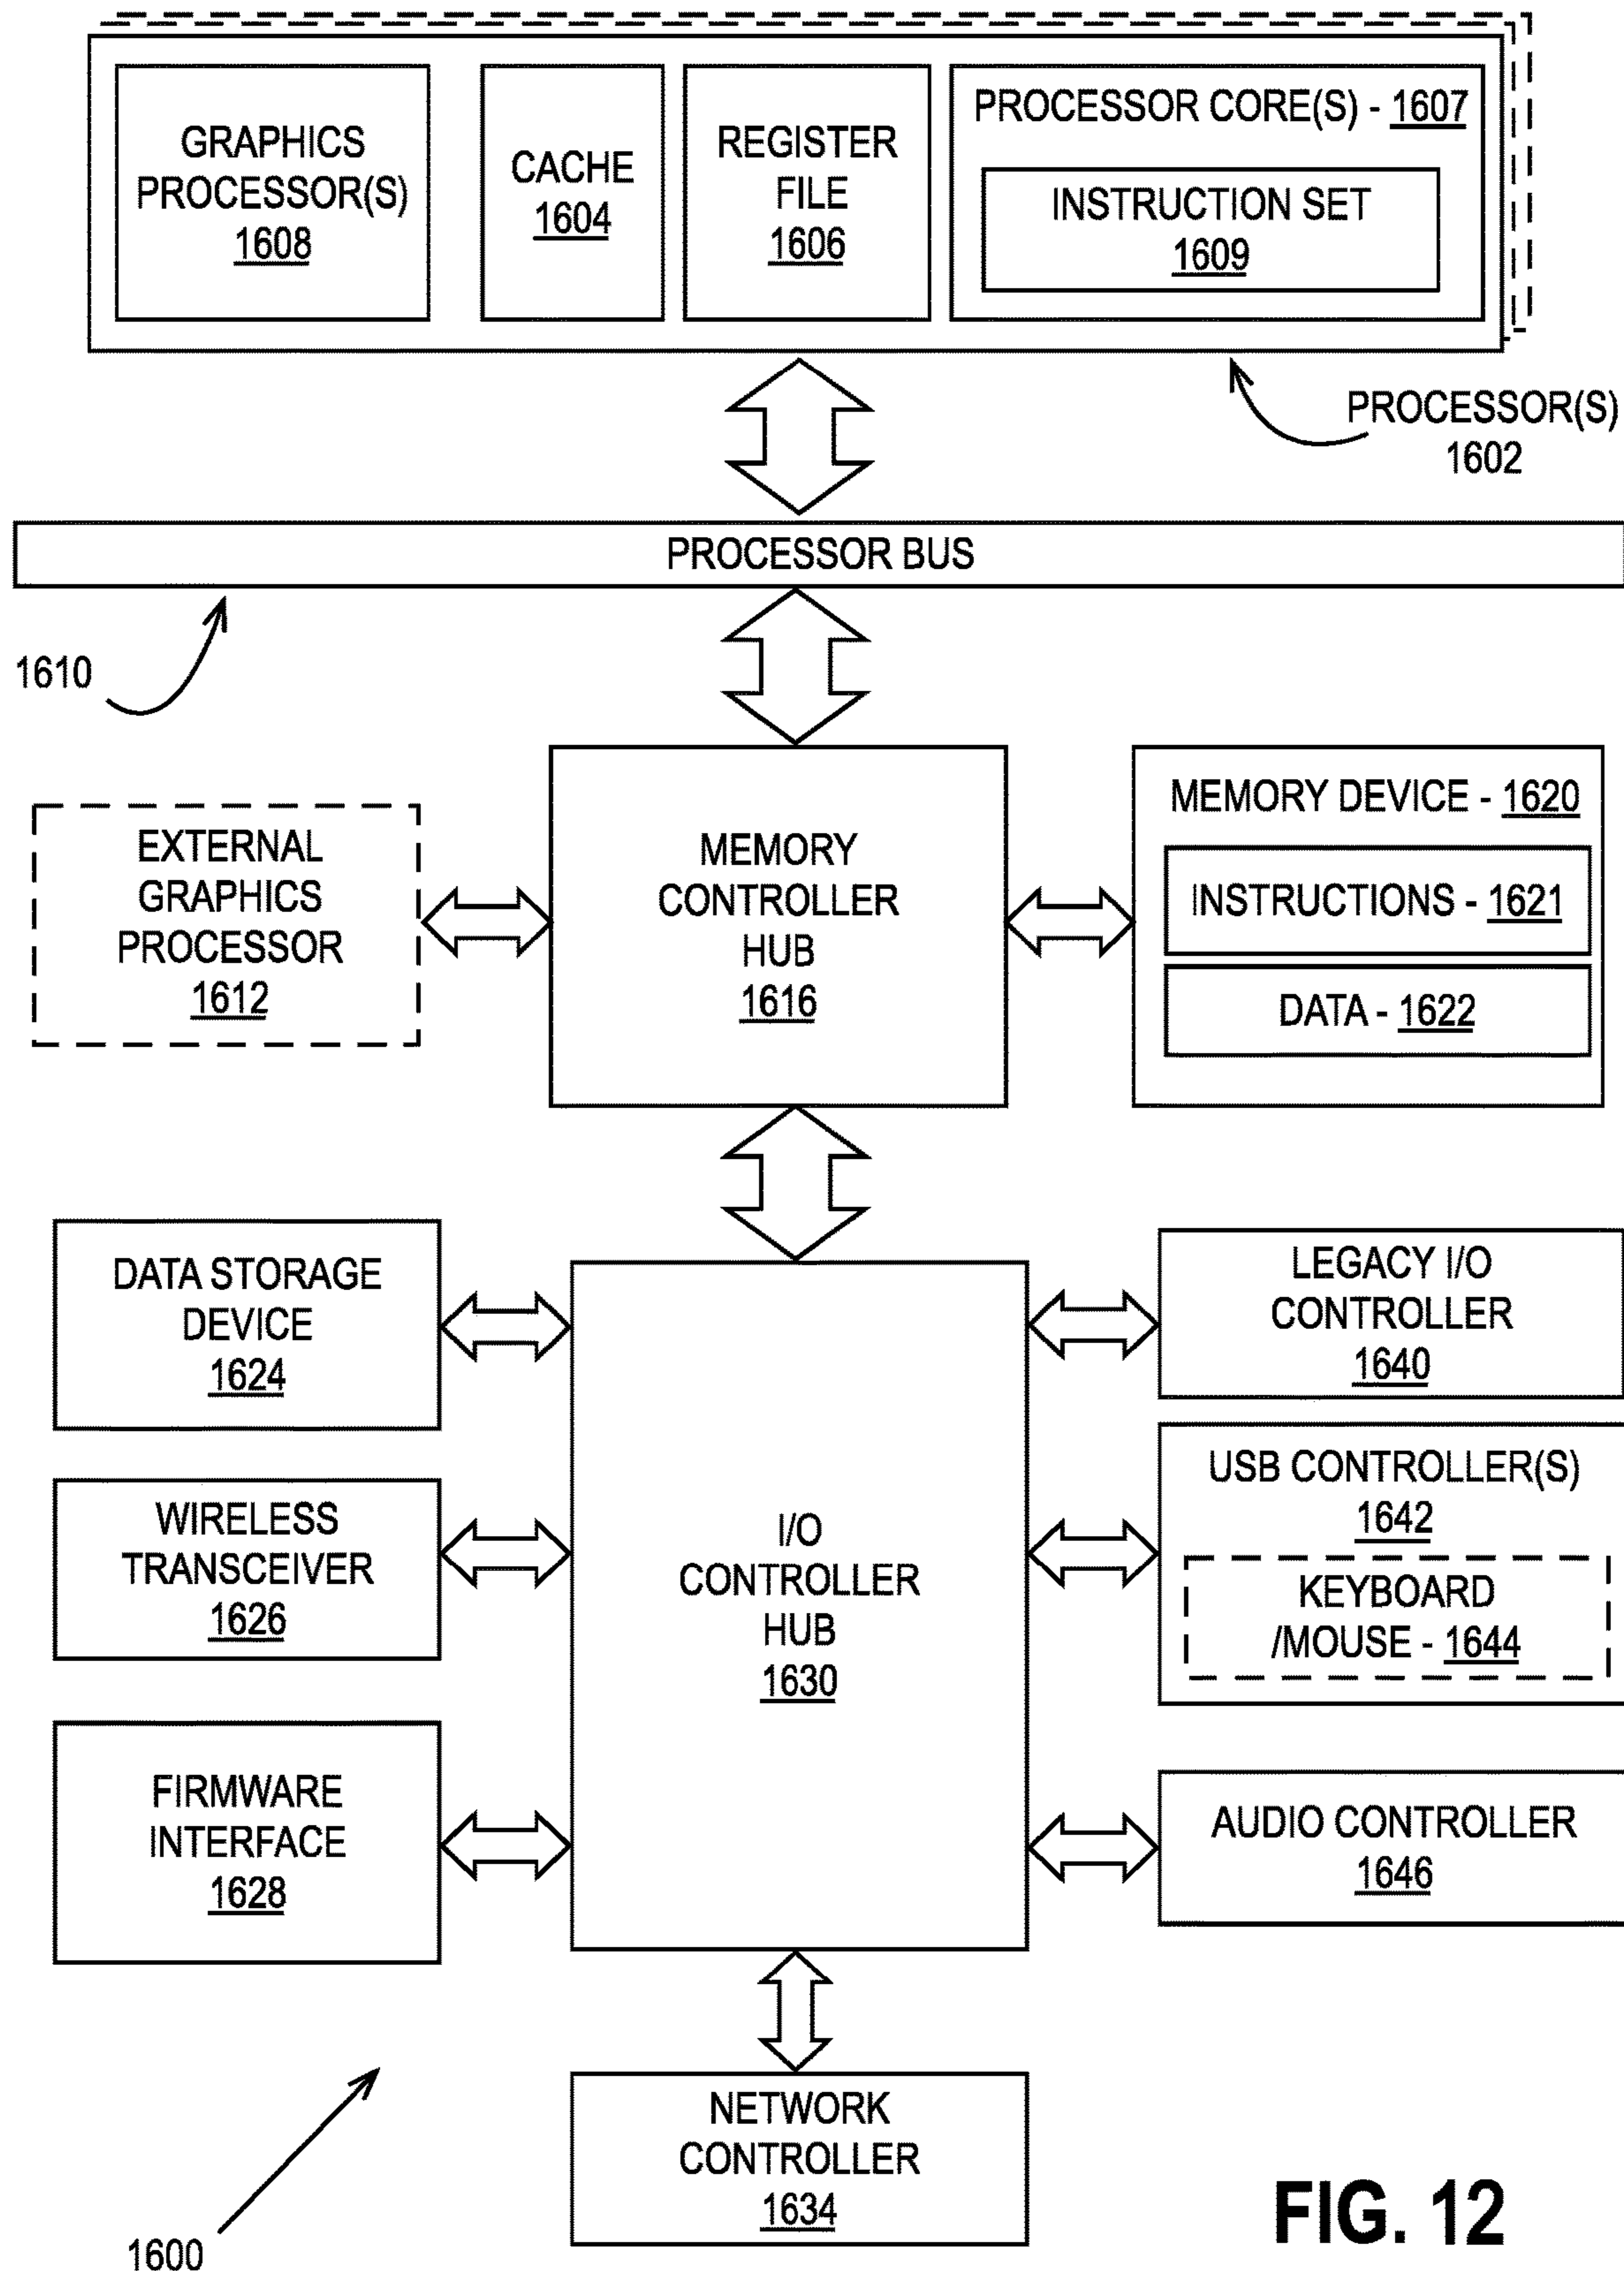 GRAPHICS
PROCESSOR(S)
1608
CACHE
1604
REGISTER
FILE
1606
PROCESSOR CORE(S) - 1607
INSTRUCTION SET
1609
PROCESSOR(S)
1602
PROCESSOR BUS
1610
EXTERNAL
GRAPHICS
PROCESSOR
1612
MEMORY
CONTROLLER
HUB
1616
MEMORY DEVICE - 1620
INSTRUCTIONS - 1621
DATA - 1622
DATA STORAGE
DEVICE
1624
WIRELESS
TRANSCEIVER
1626
FIRMWARE
INTERFACE
1628
I/O
CONTROLLER
HUB
1630
LEGACY I/O
CONTROLLER
1640
USB CONTROLLER(S)
1642
KEYBOARD
/MOUSE - 1644
AUDIO CONTROLLER
1646
NETWORK
CONTROLLER
1634
1600
FIG. 12